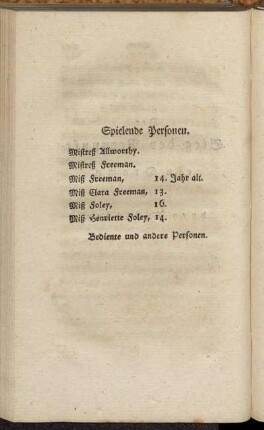 Spielende Personen.
Mistreß Allworthy.
Mistreß Freeman.
Miß Freeman, 14. Jahr alt.
Miß Clara Freeman, 13.
Miß Foley, 16.
Miß Henriette Foley, 14.
Bediente und andere Personen.